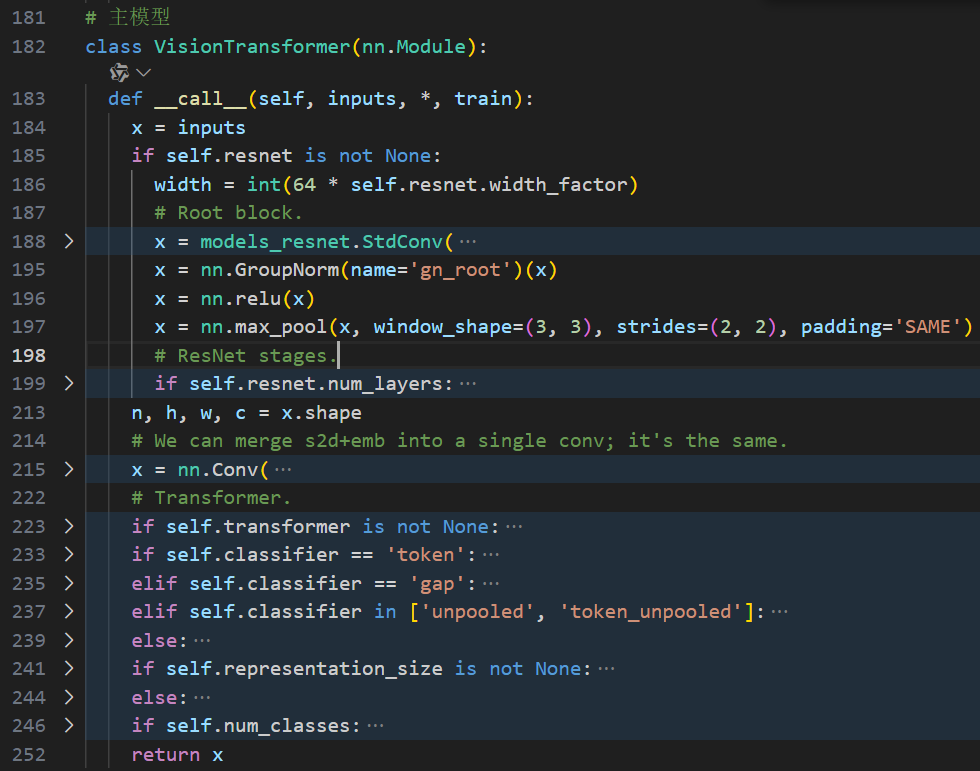 181 # 主模型
182 class VisionTransformer(nn.Module):
183 def __call__(self, inputs, *, train):
184 x = inputs
185 if self.resnet is not None:
186 width = int(64 * self.resnet.width_factor)
187 # Root block.
188 x = models_resnet.StdConv(···
195 x = nn.GroupNorm(name='gn_root')(x)
196 x = nn.relu(x)
197 x = nn.max_pool(x, window_shape=(3, 3), strides=(2, 2), padding='SAME')
198 # ResNet stages.
199 if self.resnet.num_layers:···
213 n, h, w, c = x.shape
214 # We can merge s2d+emb into a single conv; it's the same.
215 x = nn.Conv(···
222 # Transformer.
223 if self.transformer is not None:···
233 if self.classifier == 'token':···
235 elif self.classifier == 'gap':···
237 elif self.classifier in ['unpooled', 'token_unpooled']:···
239 else:···
241 if self.representation_size is not None:···
244 else:···
246 if self.num_classes:···
252 return x